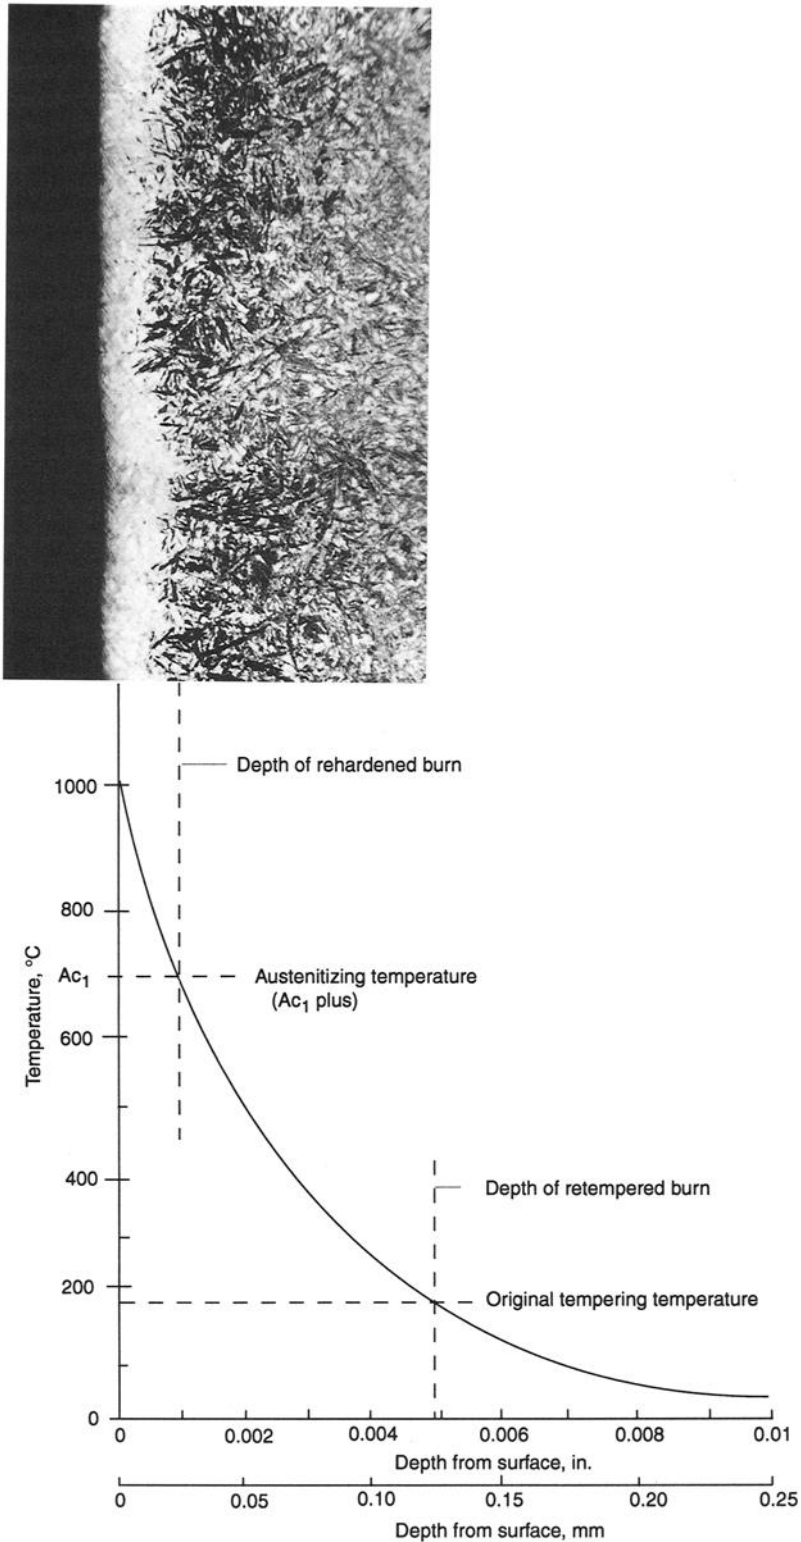 Depth of rehardened burn
1000
800
Temperature, °C
Ac₁
Austenitizing temperature
(Ac₁ plus)
600
400
Depth of retempered burn
200
Original tempering temperature
0
0 0.002 0.004 0.006 0.008 0.01
Depth from surface, in.
0 0.05 0.10 0.15 0.20 0.25
Depth from surface, mm